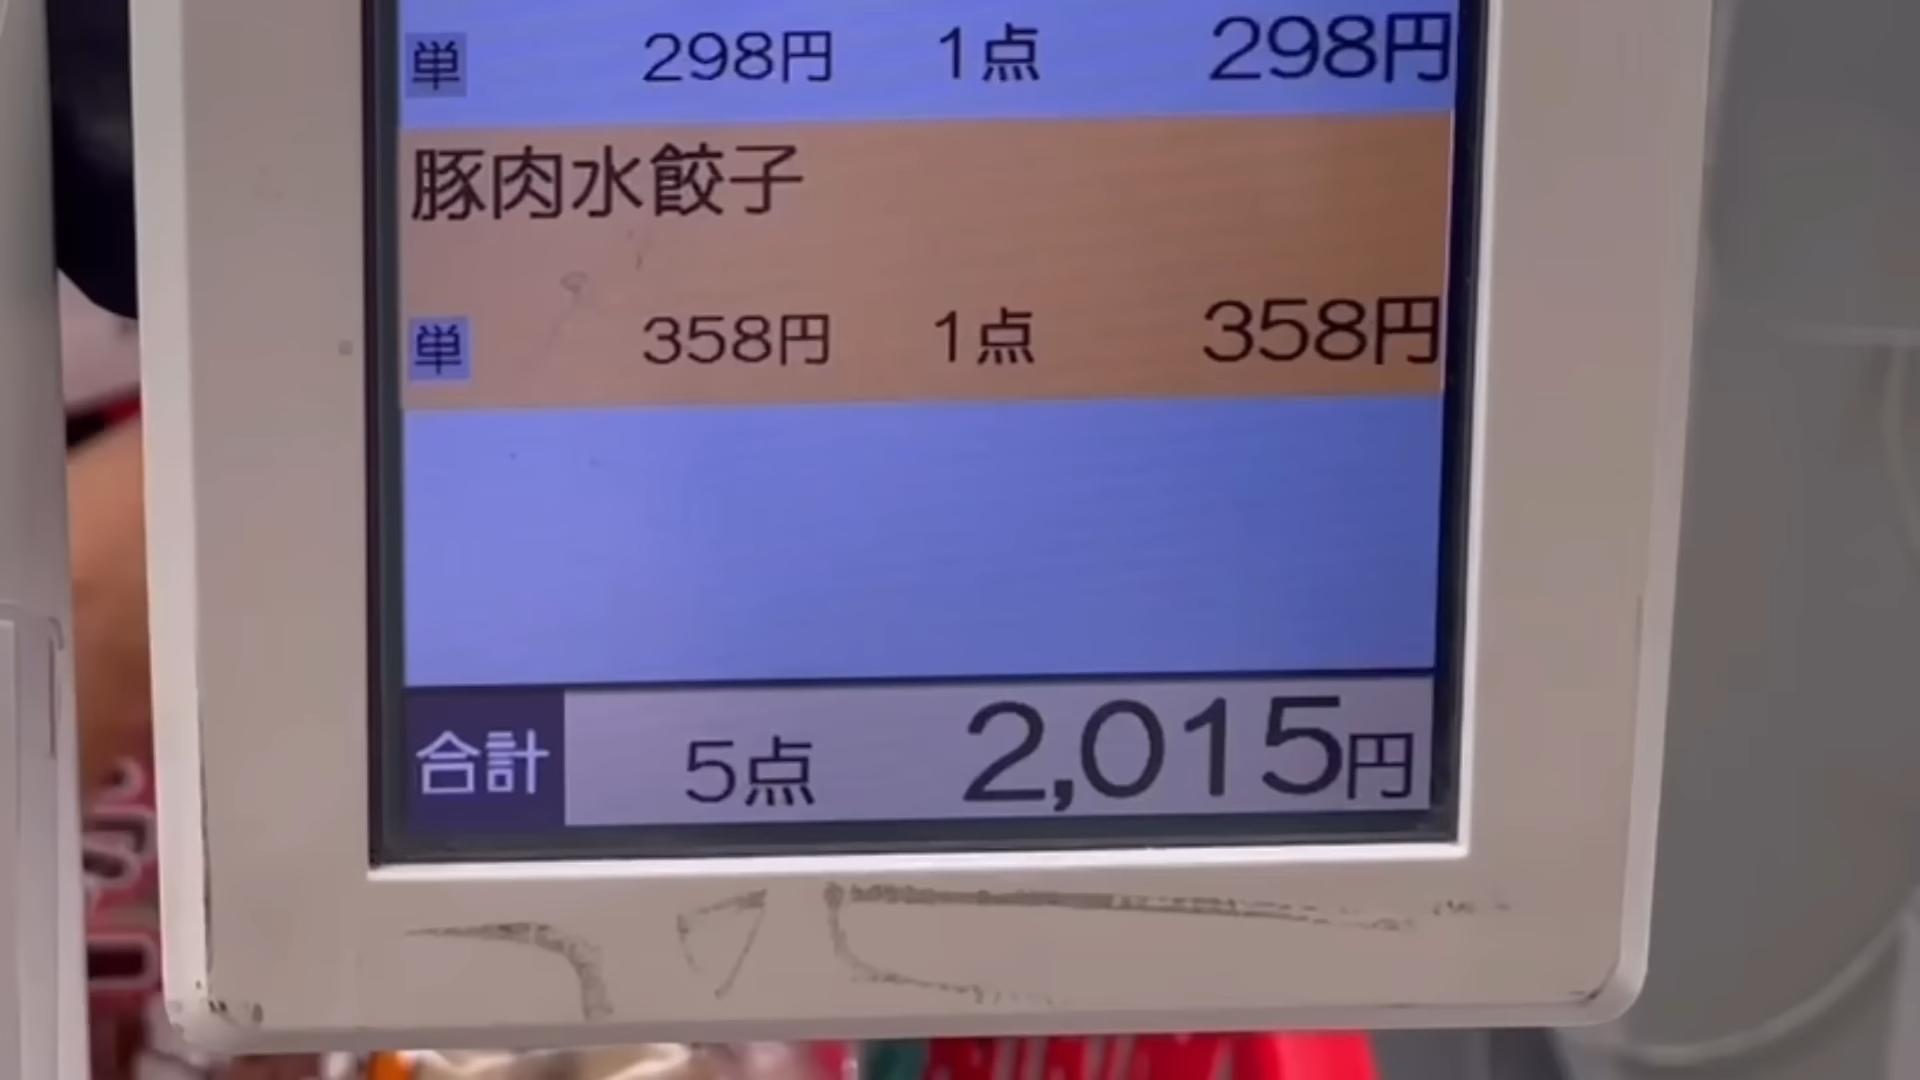 単 298円 1点 298円
豚肉水餃子
単 358円 1点 358円
合計 5点 2,015円